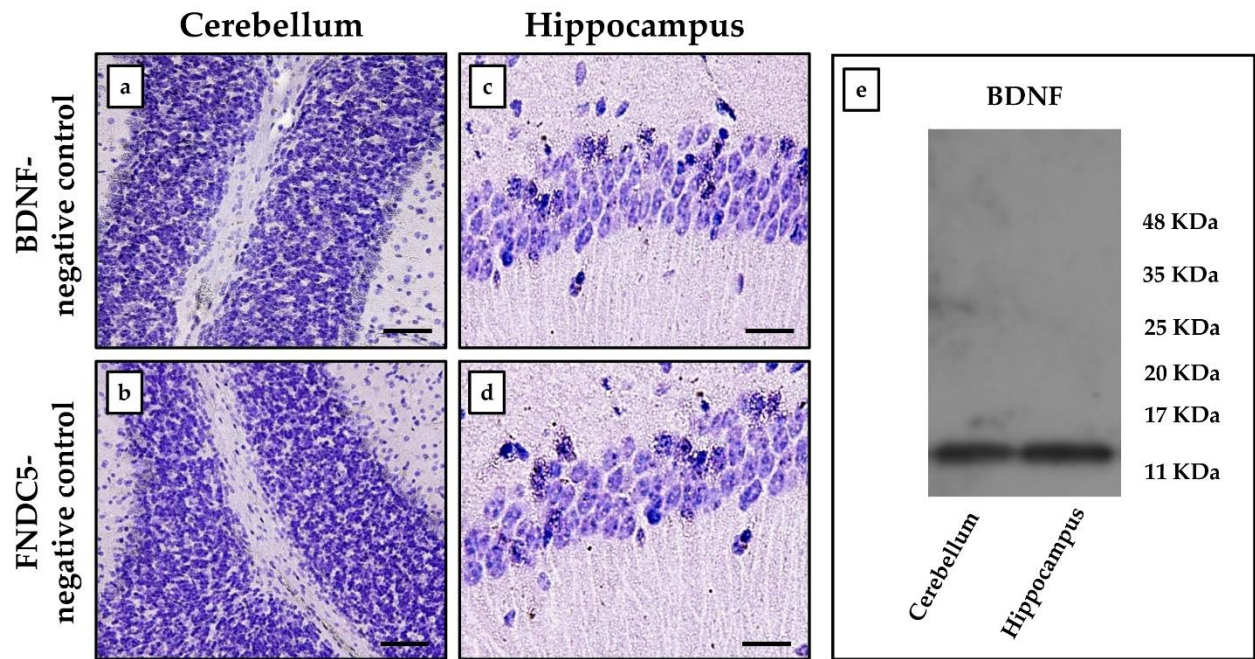 Cerebellum
Hippocampus
BDNF-
negative control
a
c
FNDC5-
negative control
b
d
e
BDNF
48 KDa
35 KDa
25 KDa
20 KDa
17 KDa
11 KDa
Cerebellum
Hippocampus